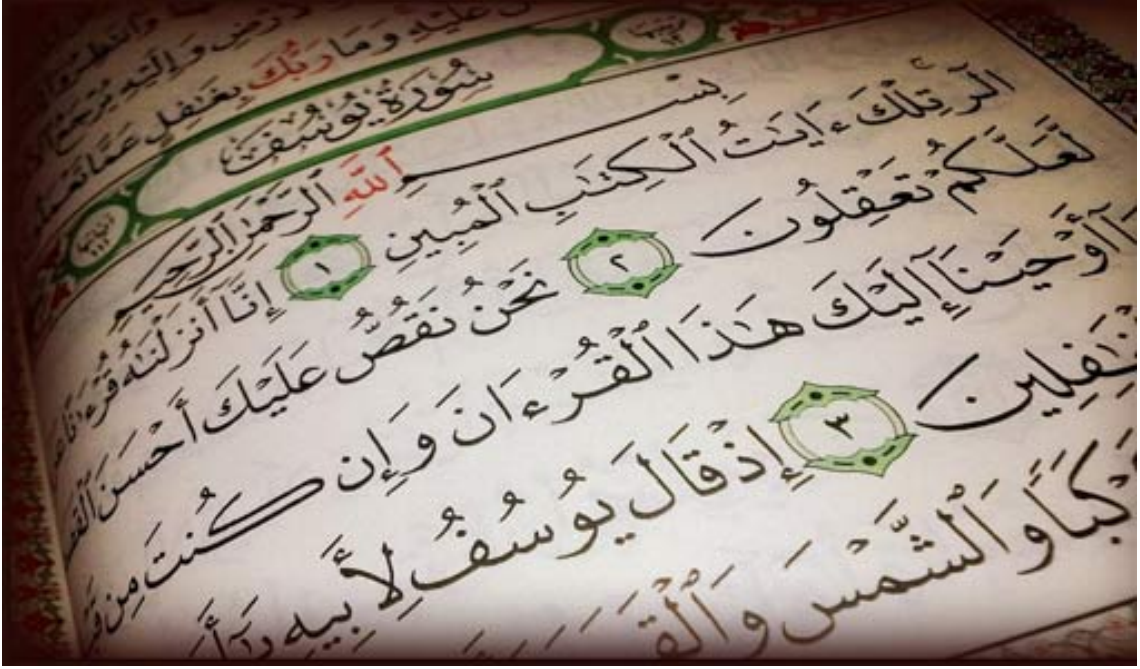 عَلَيْهِ وَمَا رَبُّكَ بِغَٰفِلٍ عَمَّا
سُورَةُ يُوسُفَ
بِسْمِ ٱللَّهِ ٱلرَّحْمَٰنِ ٱلرَّحِيمِ
الٓر تِلْكَ ءَايَٰتُ ٱلْكِتَٰبِ ٱلْمُبِينِ ١ إِنَّآ أَنزَلْنَٰهُ قُرْءَٰنًا
لَّعَلَّكُمْ تَعْقِلُونَ ٢ نَحْنُ نَقُصُّ عَلَيْكَ أَحْسَنَ
أَوْحَيْنَآ إِلَيْكَ هَٰذَا ٱلْقُرْءَانَ وَإِن كُنتَ مِن
ٱلْغَٰفِلِينَ ٣ إِذْ قَالَ يُوسُفُ لِأَبِيهِ
وَٱلشَّمْسَ